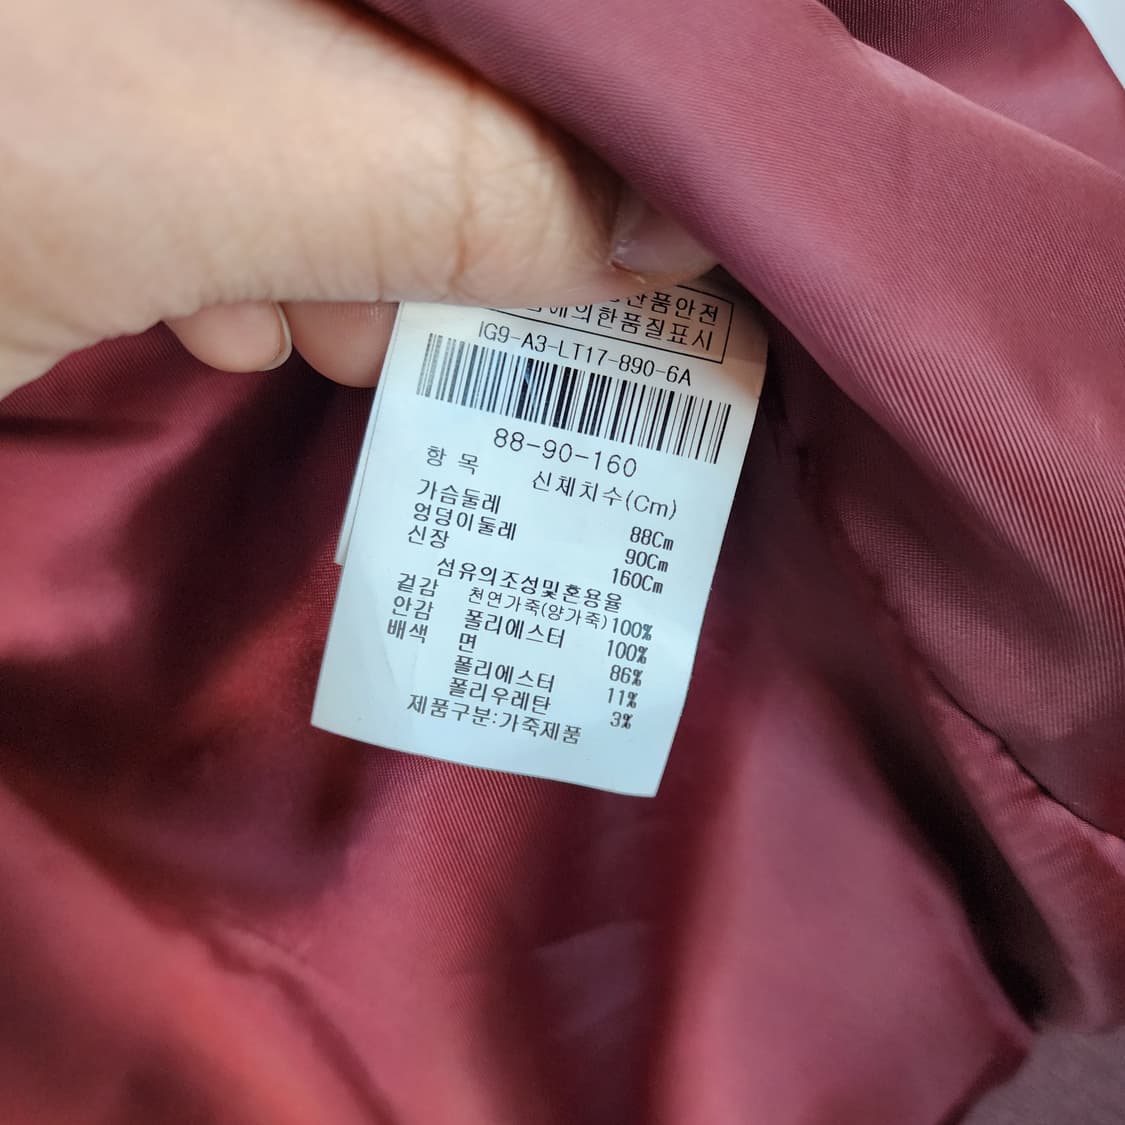 산품안전
에의한품질표시
IG9-A3-LT17-890-6A
88-90-160
항 목 신체치수(Cm)
가슴둘레 88Cm
엉덩이둘레 90Cm
신장 160Cm
섬유의조성및혼용율
겉감 천연가죽(양가죽)100%
안감 폴리에스터 100%
배색 면 86%
폴리에스터 11%
폴리우레탄 3%
제품구분:가죽제품